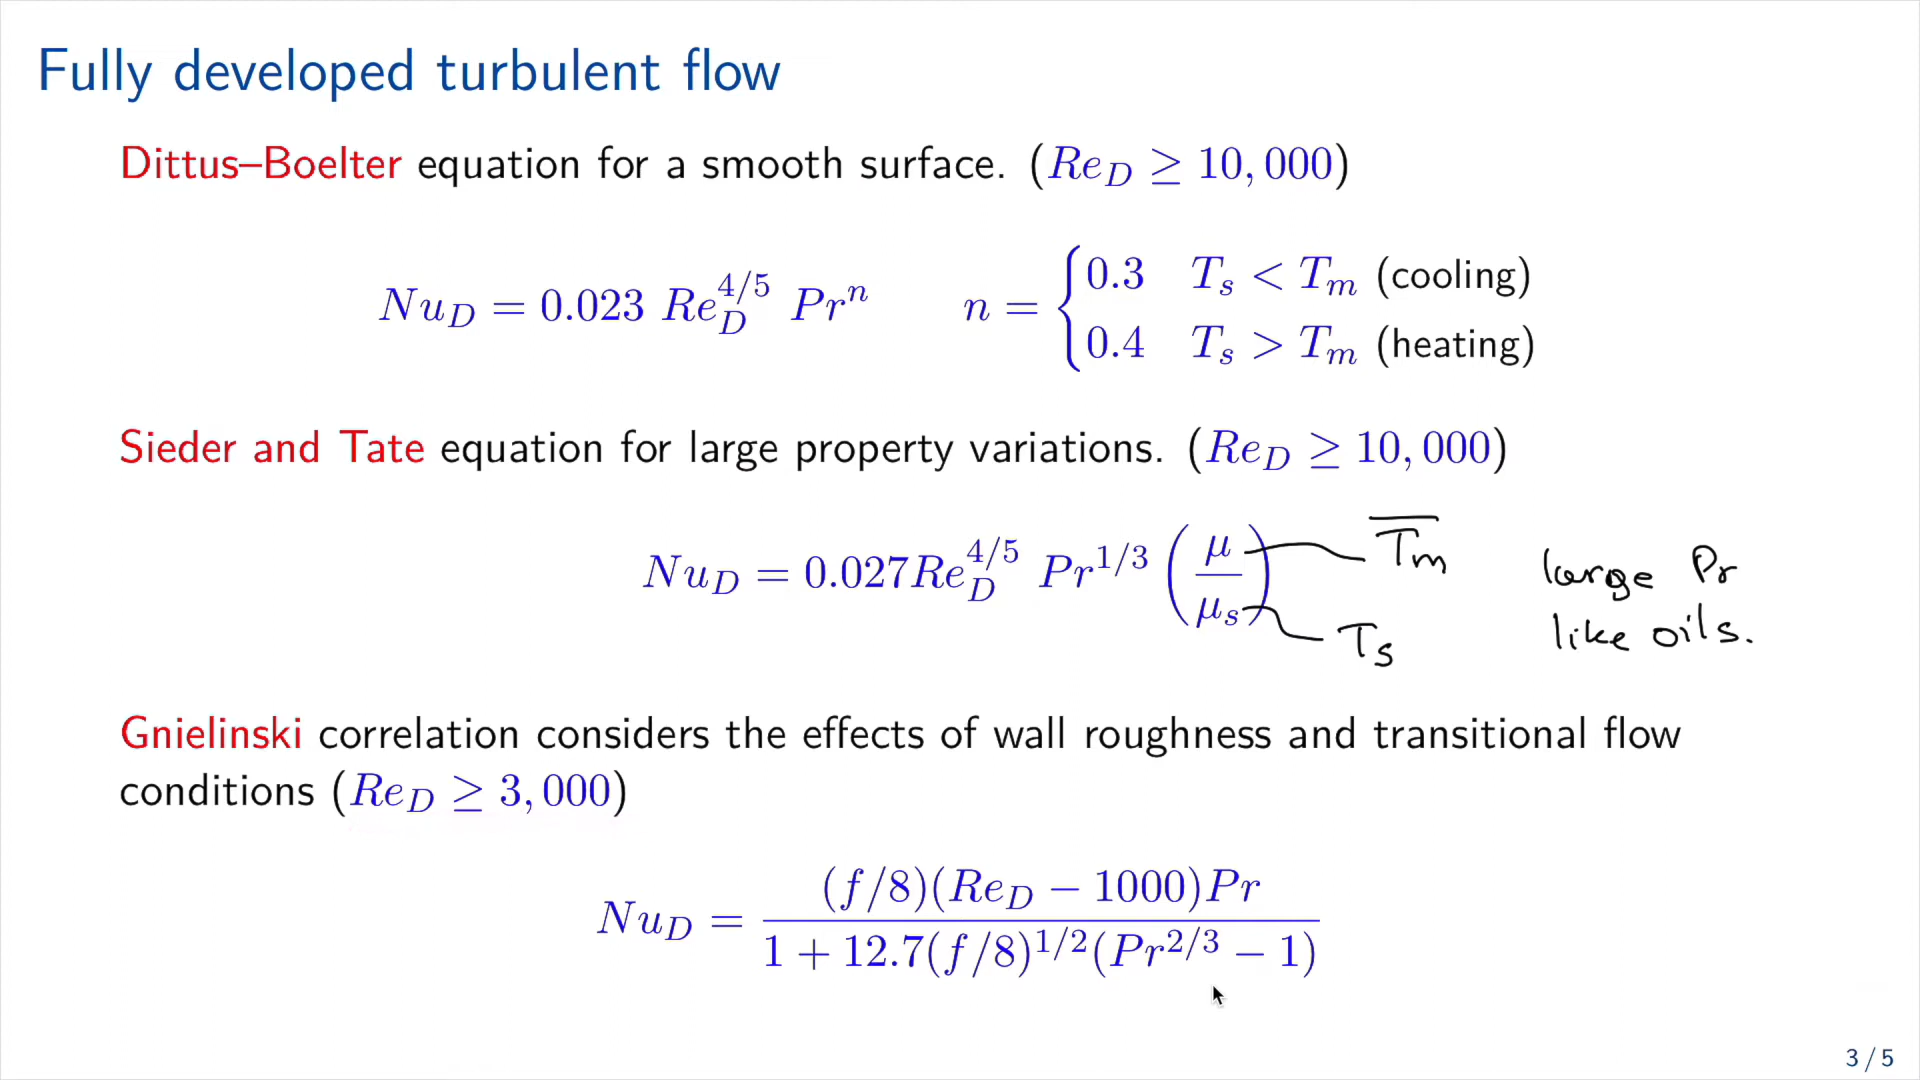 Fully developed turbulent flow
Dittus–Boelter equation for a smooth surface. (Re_D ≥ 10,000)
Nu_D = 0.023 Re_D^{4/5} Pr^n    n = { 0.3  T_s < T_m (cooling)
0.4  T_s > T_m (heating)
Sieder and Tate equation for large property variations. (Re_D ≥ 10,000)
Nu_D = 0.027Re_D^{4/5} Pr^{1/3} (μ/μ_s)
\overline{T_m}
T_s
large Pr
like oils.
Gnielinski correlation considers the effects of wall roughness and transitional flow
conditions (Re_D ≥ 3,000)
Nu_D = (f/8)(Re_D − 1000)Pr / 1 + 12.7(f/8)^{1/2}(Pr^{2/3} − 1)
3 / 5